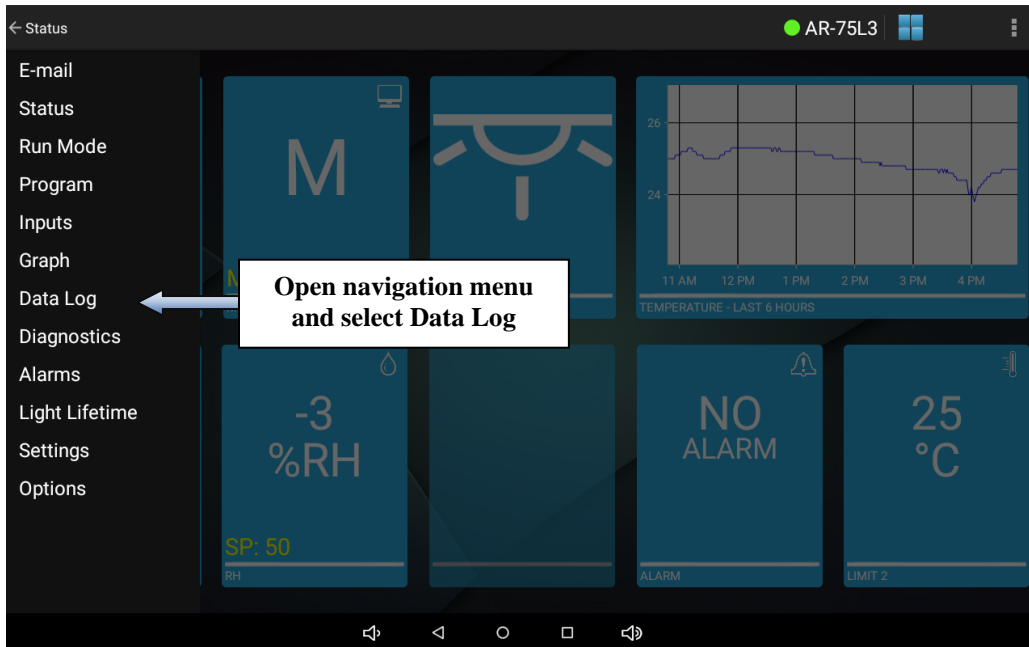 Status
AR-75L3
E-mail
Status
Run Mode
Program
Inputs
Graph
Data Log
Diagnostics
Alarms
Light Lifetime
Settings
Options
M
M
26
24
11 AM 12 PM 1 PM 2 PM 3 PM 4 PM
TEMPERATURE - LAST 6 HOURS
Open navigation menu
and select Data Log
-3
%RH
SP: 50
RH
NO
ALARM
ALARM
25
°C
LIMIT 2